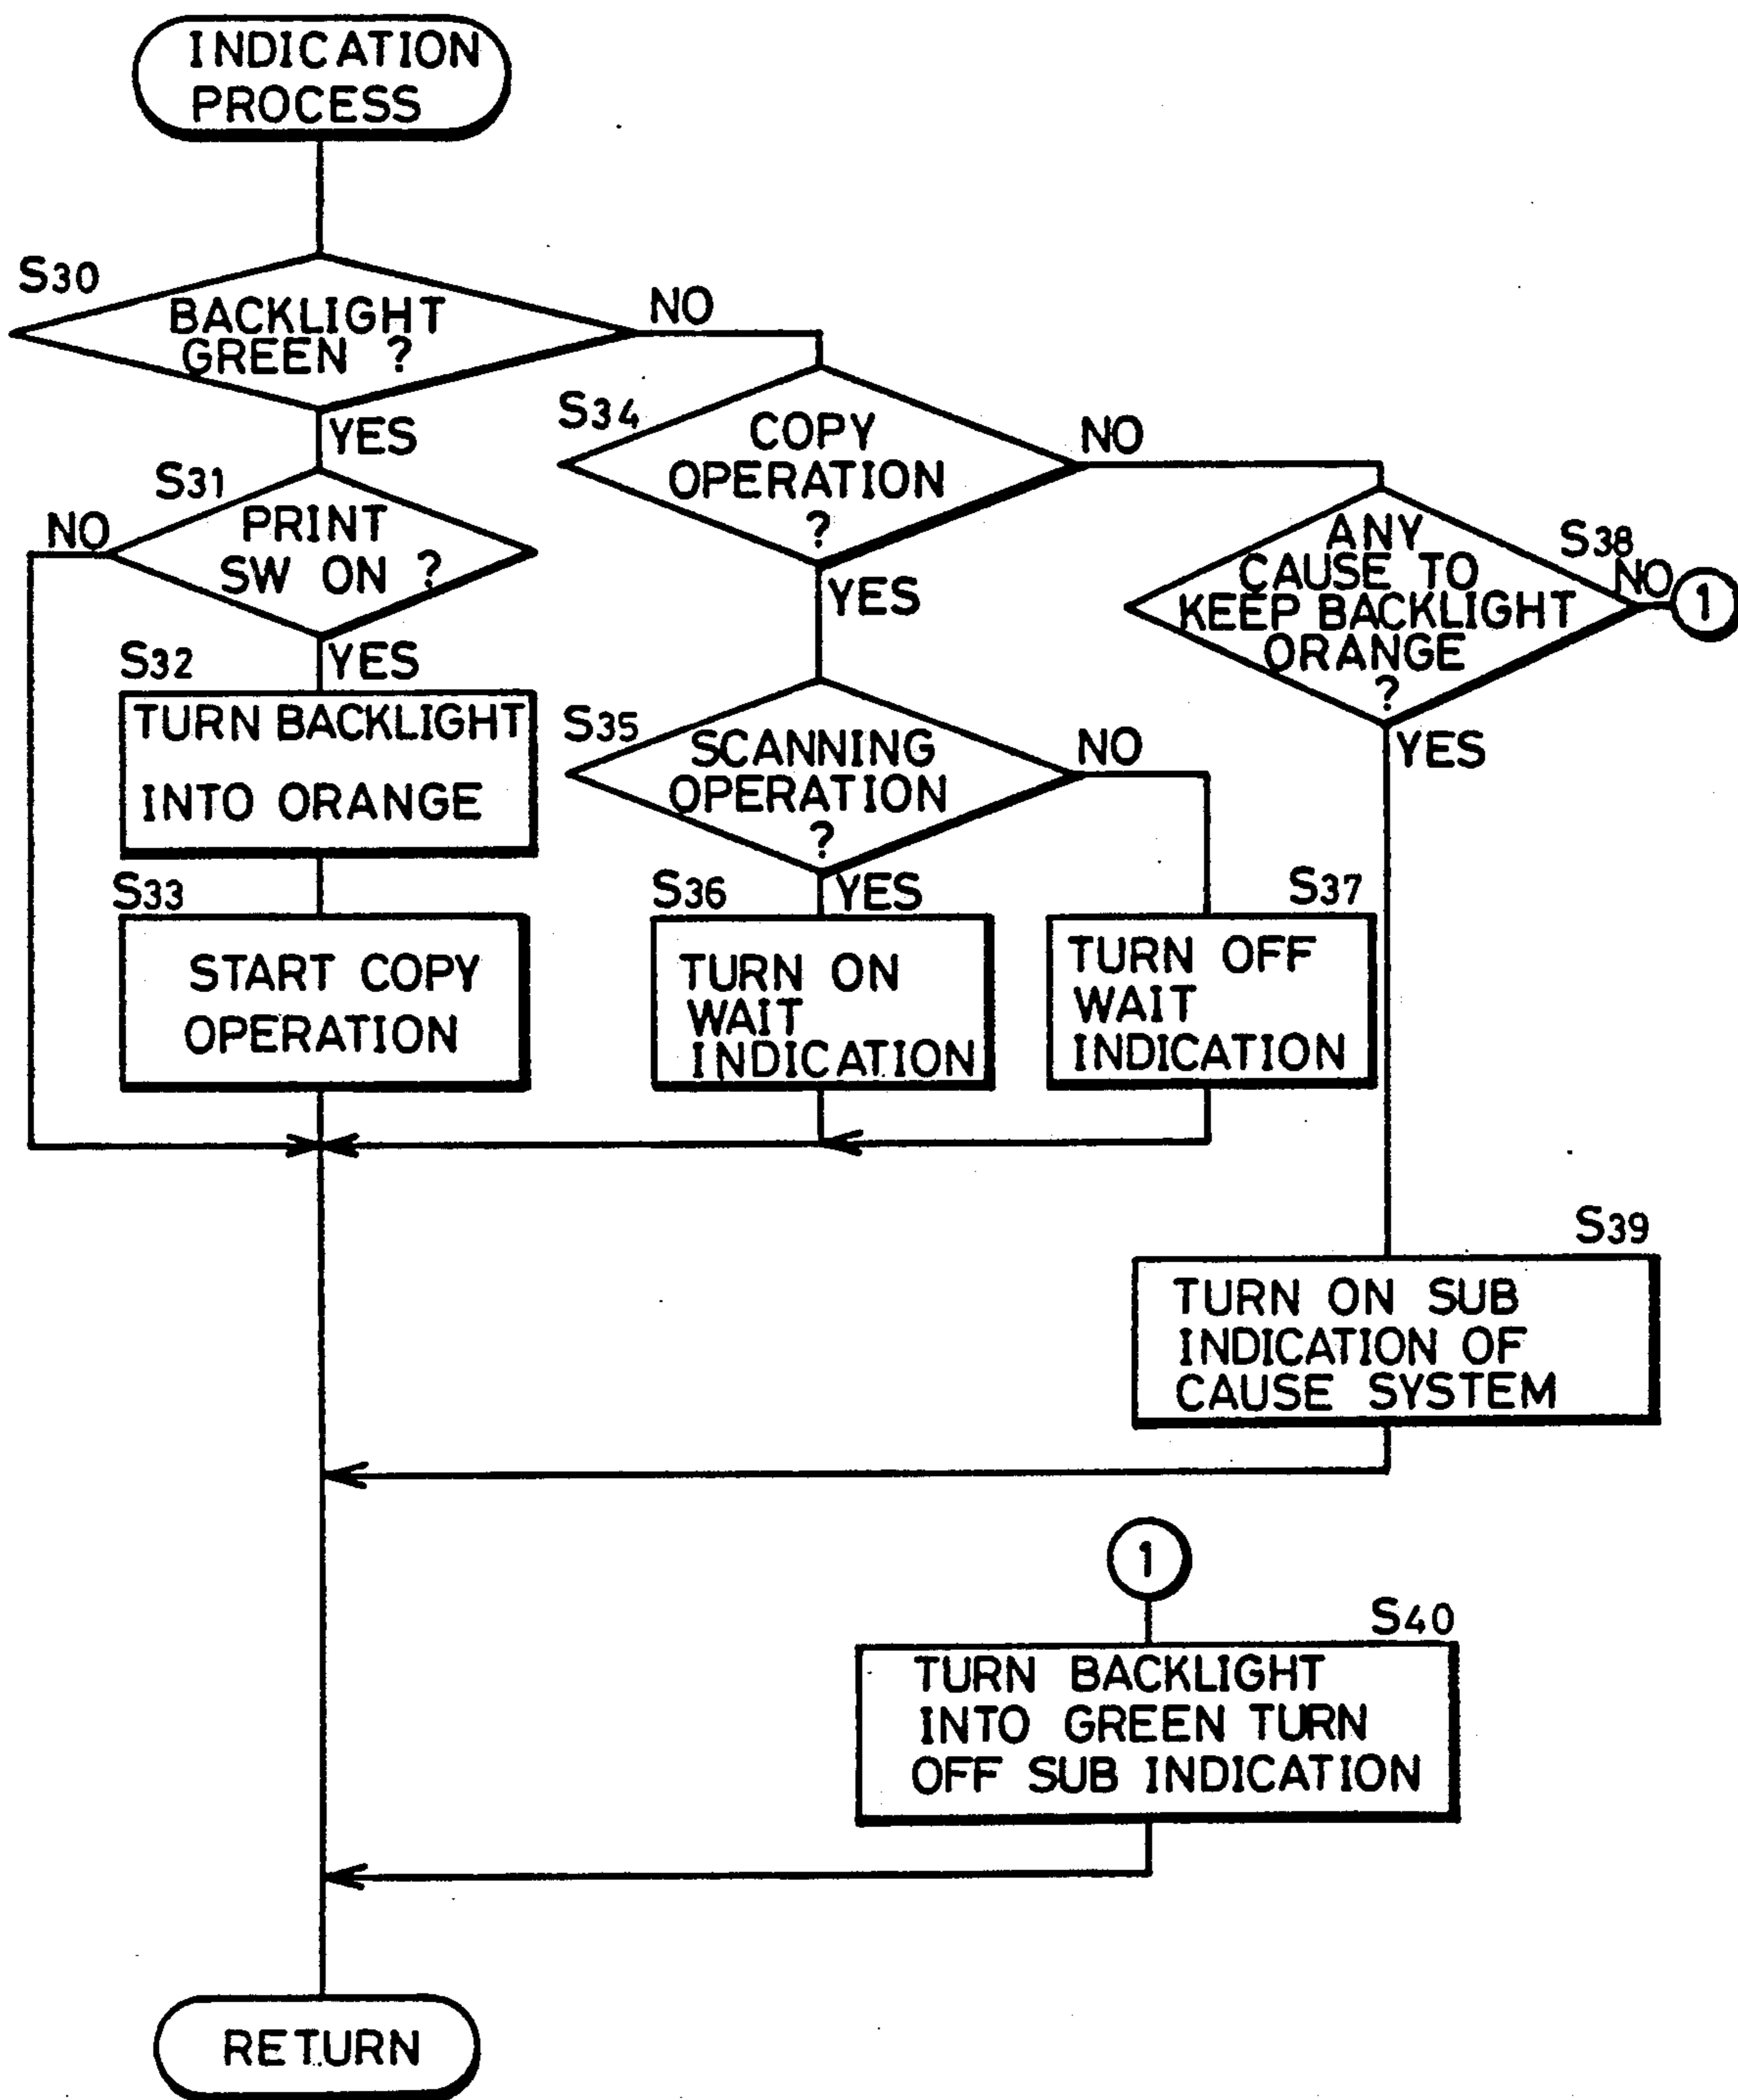 INDICATION
PROCESS
S30
BACKLIGHT
GREEN ?
NO
YES
S31
PRINT
SW ON ?
NO
YES
S32
TURN BACKLIGHT
INTO ORANGE
S33
START COPY
OPERATION
S34
COPY
OPERATION
?
NO
YES
S35
SCANNING
OPERATION
?
NO
YES
S36
TURN ON
WAIT
INDICATION
S37
TURN OFF
WAIT
INDICATION
S38
ANY
CAUSE TO
KEEP BACKLIGHT
ORANGE
?
NO
1
YES
S39
TURN ON SUB
INDICATION OF
CAUSE SYSTEM
1
S40
TURN BACKLIGHT
INTO GREEN TURN
OFF SUB INDICATION
RETURN